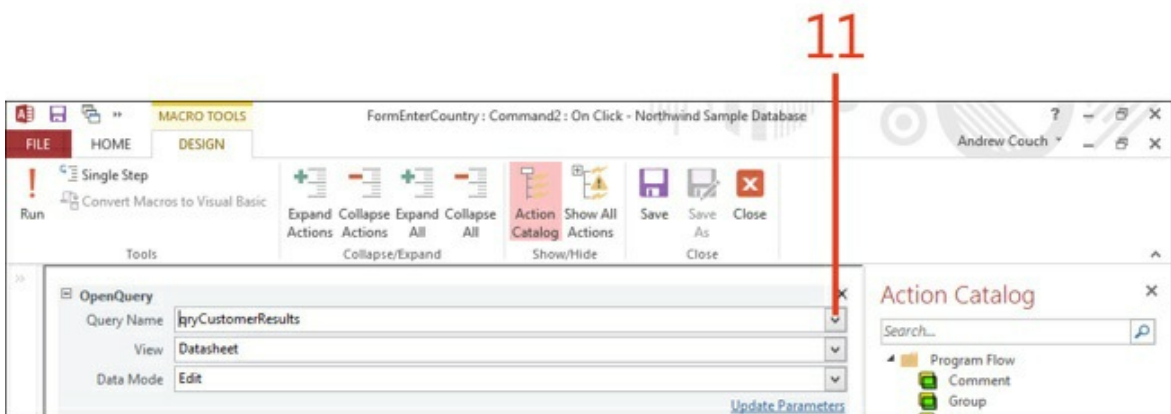 11
MACRO TOOLS
FormEnterCountry : Command2 : On Click - Northwind Sample Database
?
FILE HOME DESIGN
Andrew Couch
Single Step
Convert Macros to Visual Basic
Run
Expand Actions
Collapse Actions
Expand All
Collapse All
Action Catalog
Show All Actions
Save
Save As
Close
Tools
Collapse/Expand
Show/Hide
Close
OpenQuery
Query Name qryCustomerResults
View Datasheet
Data Mode Edit
Update Parameters
Action Catalog
Search...
Program Flow
Comment
Group